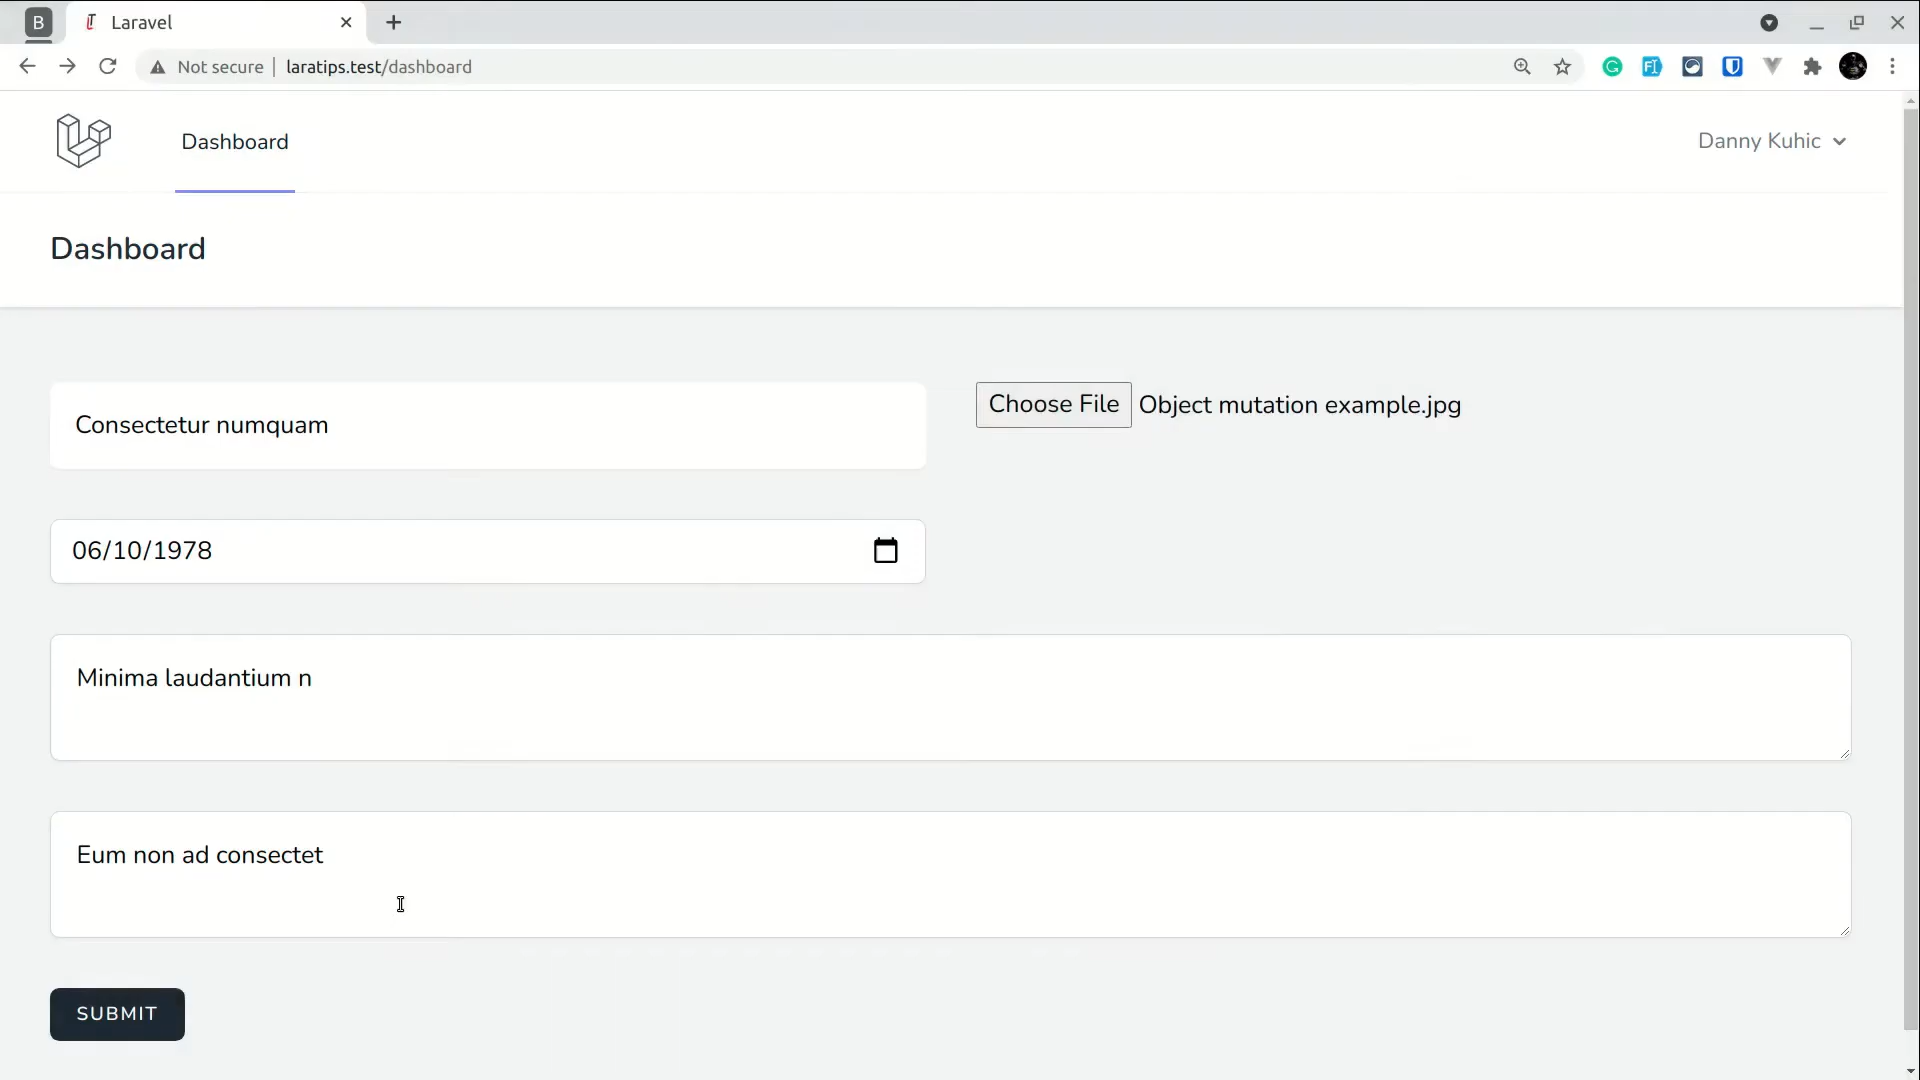 B
Laravel
Not secure
laratips.test/dashboard
Dashboard
Danny Kuhic
Dashboard
Consectetur numquam
Choose File
Object mutation example.jpg
06/10/1978
Minima laudantium n
Eum non ad consectet
SUBMIT